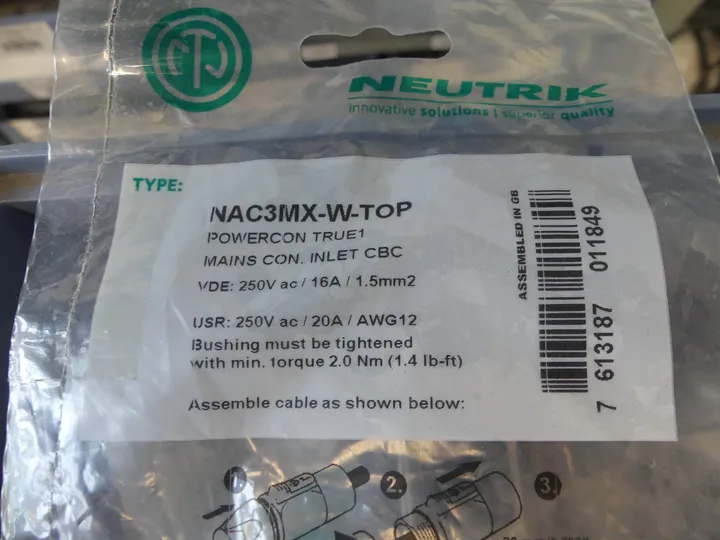 NEUTRIK
innovative solutions | superior quality
TYPE:
NAC3MX-W-TOP
POWERCON TRUE1
MAINS CON. INLET CBC
VDE: 250V ac / 16A / 1.5mm2
USR: 250V ac / 20A / AWG12
Bushing must be tightened
with min. torque 2.0 Nm (1.4 lb-ft)
Assemble cable as shown below:
ASSEMBLED IN GB
7 613187 011849
1. 2. 3.